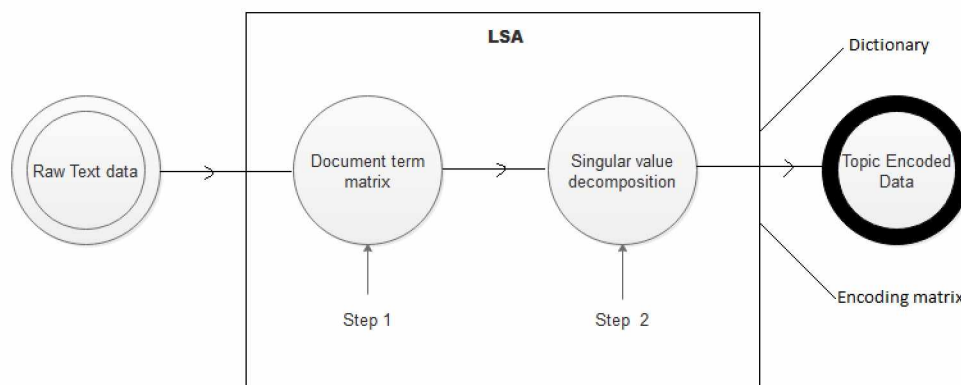 LSA
Dictionary
Raw Text data
Document term
matrix
Singular value
decomposition
Topic Encoded
Data
Encoding matrix
Step 1
Step 2